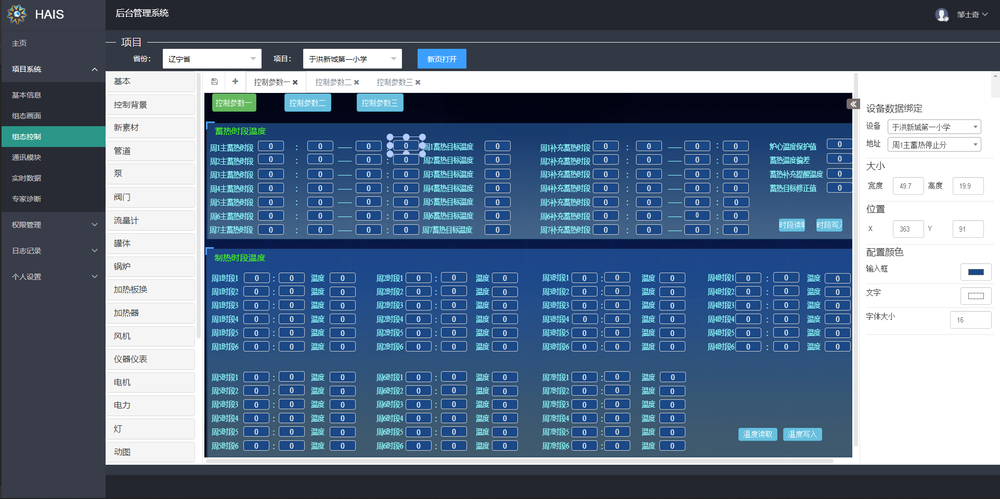 HAIS
后台管理系统
邹士奇
主页
项目系统
基本信息
组态画面
组态控制
通讯模块
实时数据
专家诊断
权限管理
日志记录
个人设置
项目
省份： 辽宁省 项目： 于洪新城第一小学 新页打开
基本
控制背景
新素材
管道
泵
阀门
流量计
罐体
锅炉
加热板换
加热器
风机
仪器仪表
电机
电力
灯
动图
控制参数一 控制参数二 控制参数三
控制参数一 控制参数二 控制参数三
蓄热时段温度
周1主蓄热时段 0 : 0 — 0 0 周1蓄热目标温度 0 周1补充蓄热时段 0 : 0 — 0 : 0 炉心温度保护值 0
周2主蓄热时段 0 : 0 — 0 : 0 周2蓄热目标温度 0 周2补充蓄热时段 0 : 0 — 0 : 0 蓄热温度偏差 0
周3主蓄热时段 0 : 0 — 0 : 0 周3蓄热目标温度 0 周3补充蓄热时段 0 : 0 — 0 : 0 蓄热补充提醒温度 0
周4主蓄热时段 0 : 0 — 0 : 0 周4蓄热目标温度 0 周4补充蓄热时段 0 : 0 — 0 : 0 蓄热目标修正值 0
周5主蓄热时段 0 : 0 — 0 : 0 周5蓄热目标温度 0 周5补充蓄热时段 0 : 0 — 0 : 0
周6主蓄热时段 0 : 0 — 0 : 0 周6蓄热目标温度 0 周6补充蓄热时段 0 : 0 — 0 : 0
周7主蓄热时段 0 : 0 — 0 : 0 周7蓄热目标温度 0 周7补充蓄热时段 0 : 0 — 0 : 0
时段读 时段写
制热时段温度
周1时段1 0 : 0 温度 0 周2时段1 0 : 0 温度 0 周3时段1 0 : 0 温度 0 周4时段1 0 : 0 温度 0
周1时段2 0 : 0 温度 0 周2时段2 0 : 0 温度 0 周3时段2 0 : 0 温度 0 周4时段2 0 : 0 温度 0
周1时段3 0 : 0 温度 0 周2时段3 0 : 0 温度 0 周3时段3 0 : 0 温度 0 周4时段3 0 : 0 温度 0
周1时段4 0 : 0 温度 0 周2时段4 0 : 0 温度 0 周3时段4 0 : 0 温度 0 周4时段4 0 : 0 温度 0
周1时段5 0 : 0 温度 0 周2时段5 0 : 0 温度 0 周3时段5 0 : 0 温度 0 周4时段5 0 : 0 温度 0
周1时段6 0 : 0 温度 0 周2时段6 0 : 0 温度 0 周3时段6 0 : 0 温度 0 周4时段6 0 : 0 温度 0
周5时段1 0 : 0 温度 0 周6时段1 0 : 0 温度 0 周7时段1 0 : 0 温度 0
周5时段2 0 : 0 温度 0 周6时段2 0 : 0 温度 0 周7时段2 0 : 0 温度 0
周5时段3 0 : 0 温度 0 周6时段3 0 : 0 温度 0 周7时段3 0 : 0 温度 0
周5时段4 0 : 0 温度 0 周6时段4 0 : 0 温度 0 周7时段4 0 : 0 温度 0
周5时段5 0 : 0 温度 0 周6时段5 0 : 0 温度 0 周7时段5 0 : 0 温度 0
周5时段6 0 : 0 温度 0 周6时段6 0 : 0 温度 0 周7时段6 0 : 0 温度 0
温度读取 温度写入
设备数据绑定
设备 于洪新城第一小学
地址 周1主蓄热停止分
大小
宽度 49.7 高度 19.9
位置
X 363 Y 91
配置颜色
输入框
文字
字体大小 16